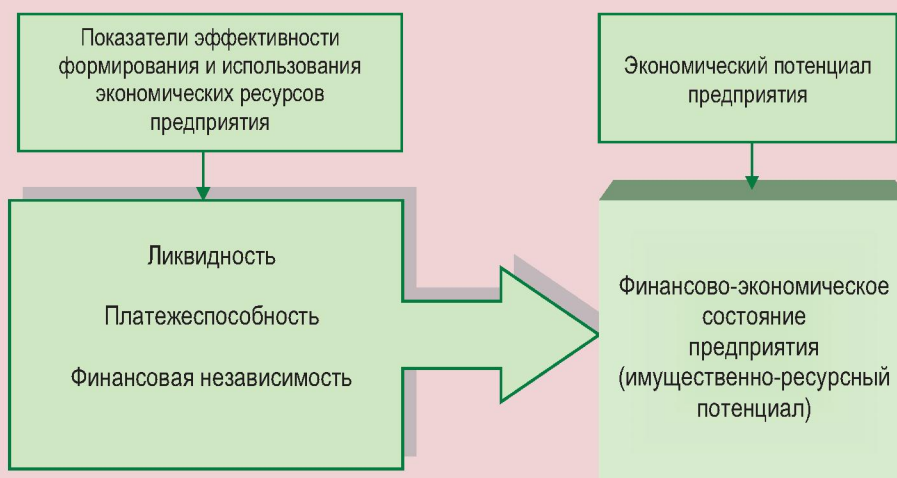 Показатели эффективности
формирования и использования
экономических ресурсов
предприятия
Экономический потенциал
предприятия
Ликвидность
Платежеспособность
Финансовая независимость
Финансово-экономическое
состояние
предприятия
(имущественно-ресурсный
потенциал)